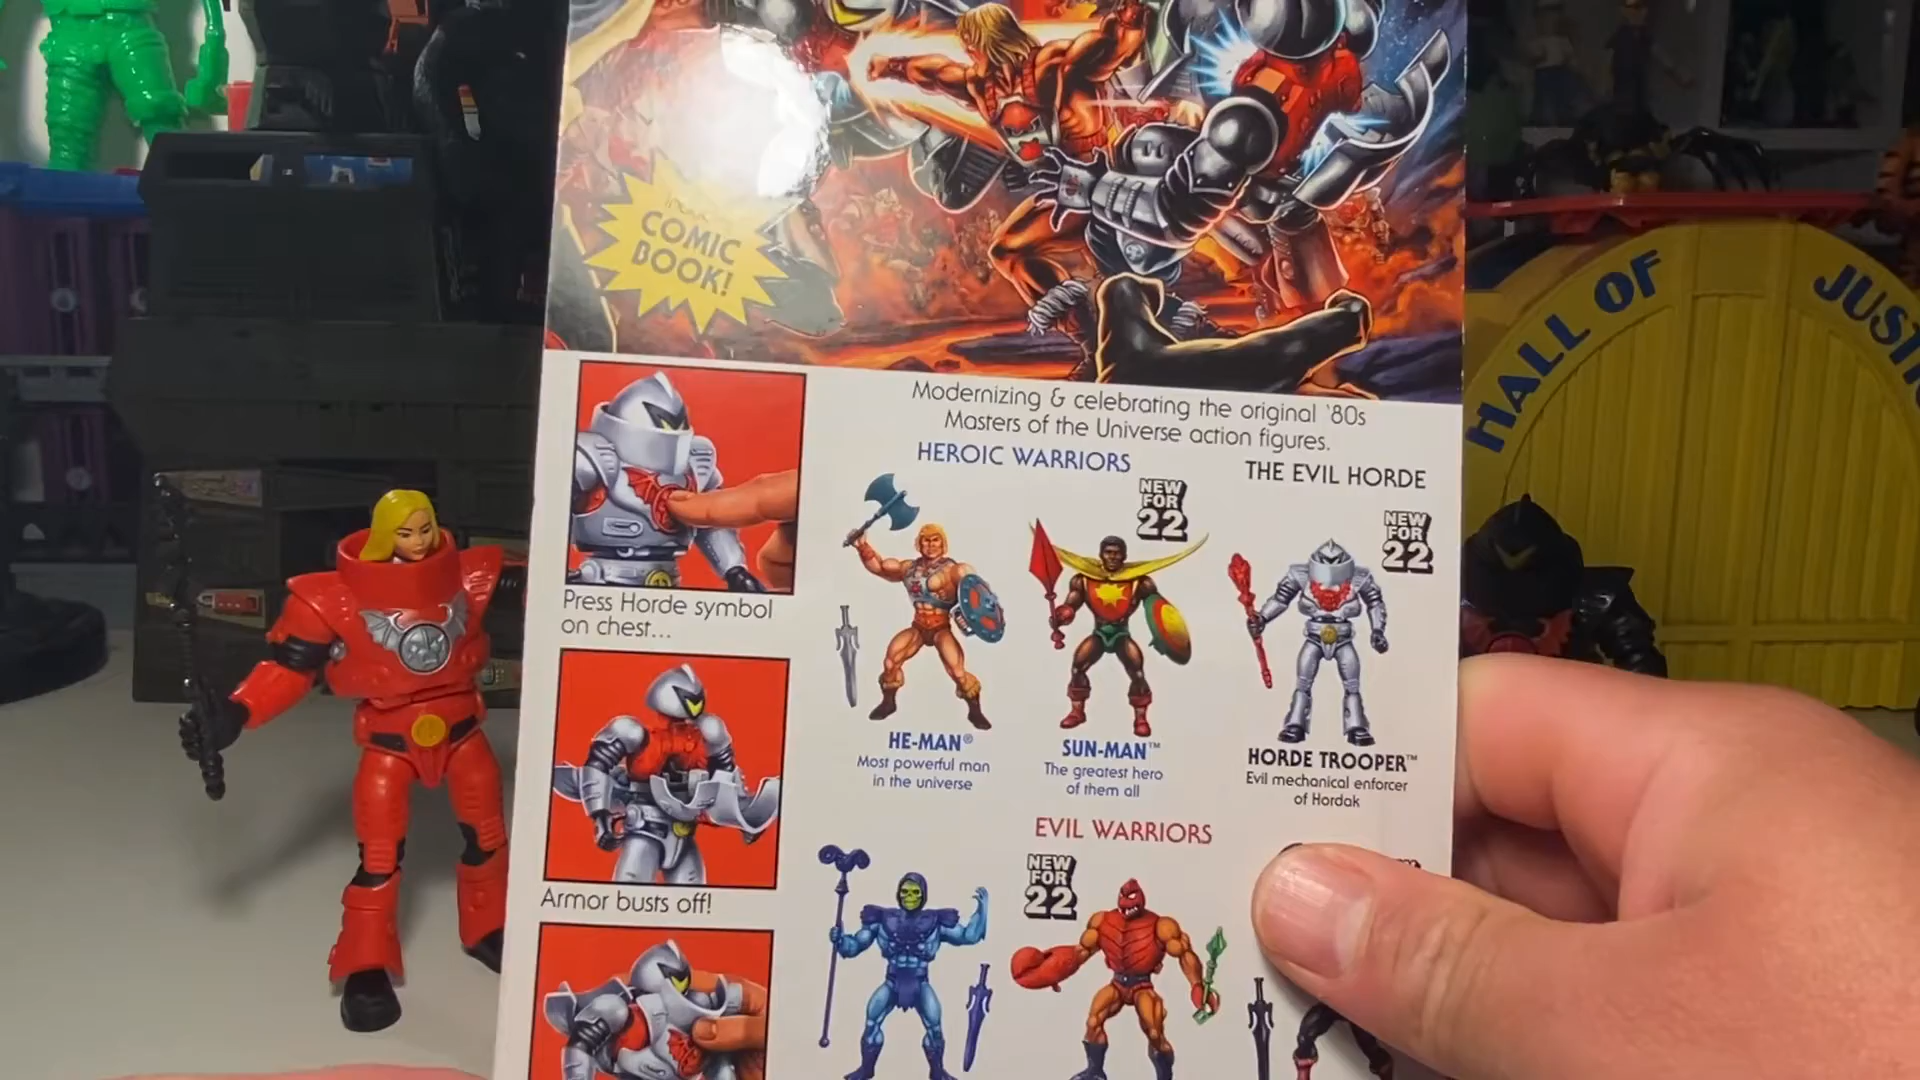 COMIC
BOOK!
HALL OF
Modernizing & celebrating the original '80s
Masters of the Universe action figures.
HEROIC WARRIORS
THE EVIL HORDE
NEW
FOR
22
NEW
FOR
22
Press Horde symbol
on chest...
HE-MAN®
Most powerful man
in the universe
SUN-MAN™
The greatest hero
of them all
HORDE TROOPER™
Evil mechanical enforcer
of Hordak
EVIL WARRIORS
NEW
FOR
22
Armor busts off!